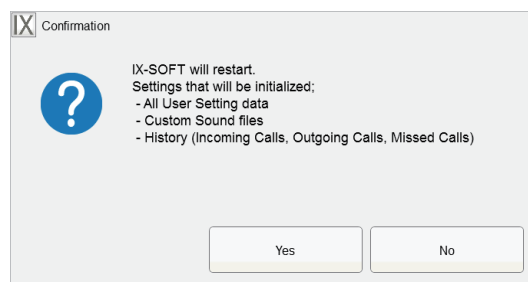 IX Confirmation
IX-SOFT will restart.
Settings that will be initialized;
- All User Setting data
- Custom Sound files
- History (Incoming Calls, Outgoing Calls, Missed Calls)
Yes No